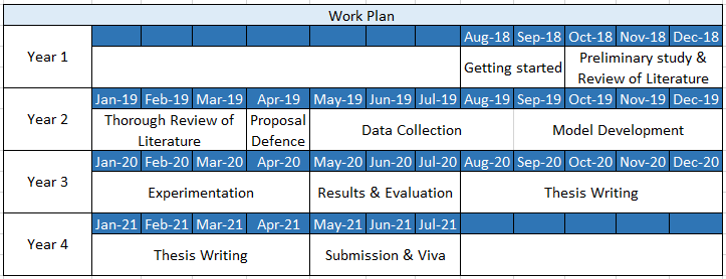 Work Plan
Year 1
Aug-18 Sep-18 Oct-18 Nov-18 Dec-18
Getting started
Preliminary study &
Review of Literature
Year 2
Jan-19 Feb-19 Mar-19 Apr-19 May-19 Jun-19 Jul-19 Aug-19 Sep-19 Oct-19 Nov-19 Dec-19
Thorough Review of
Literature
Proposal
Defence
Data Collection
Model Development
Year 3
Jan-20 Feb-20 Mar-20 Apr-20 May-20 Jun-20 Jul-20 Aug-20 Sep-20 Oct-20 Nov-20 Dec-20
Experimentation
Results & Evaluation
Thesis Writing
Year 4
Jan-21 Feb-21 Mar-21 Apr-21 May-21 Jun-21 Jul-21
Thesis Writing
Submission & Viva